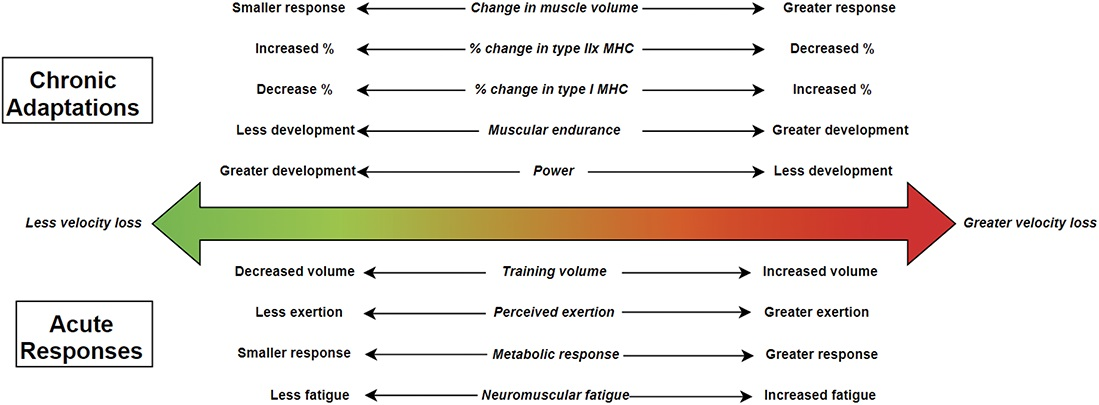 Smaller response Change in muscle volume Greater response
Increased % % change in type IIx MHC Decreased %
Chronic
Adaptations
Decrease % % change in type I MHC Increased %
Less development Muscular endurance Greater development
Greater development Power Less development
Less velocity loss Greater velocity loss
Decreased volume Training volume Increased volume
Less exertion Perceived exertion Greater exertion
Acute
Responses
Smaller response Metabolic response Greater response
Less fatigue Neuromuscular fatigue Increased fatigue